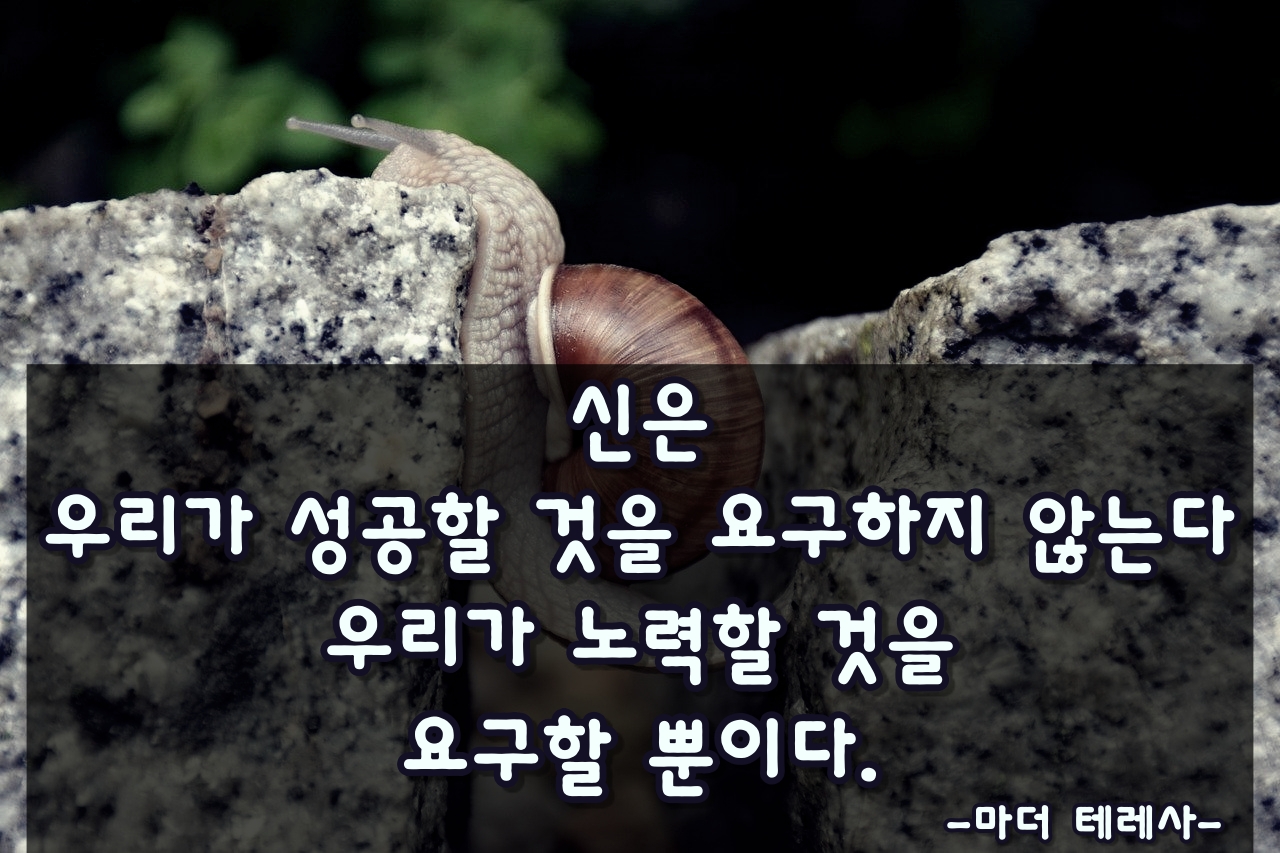 신은
우리가 성공할 것을 요구하지 않는다
우리가 노력할 것을
요구할 뿐이다.
-마더 테레사-